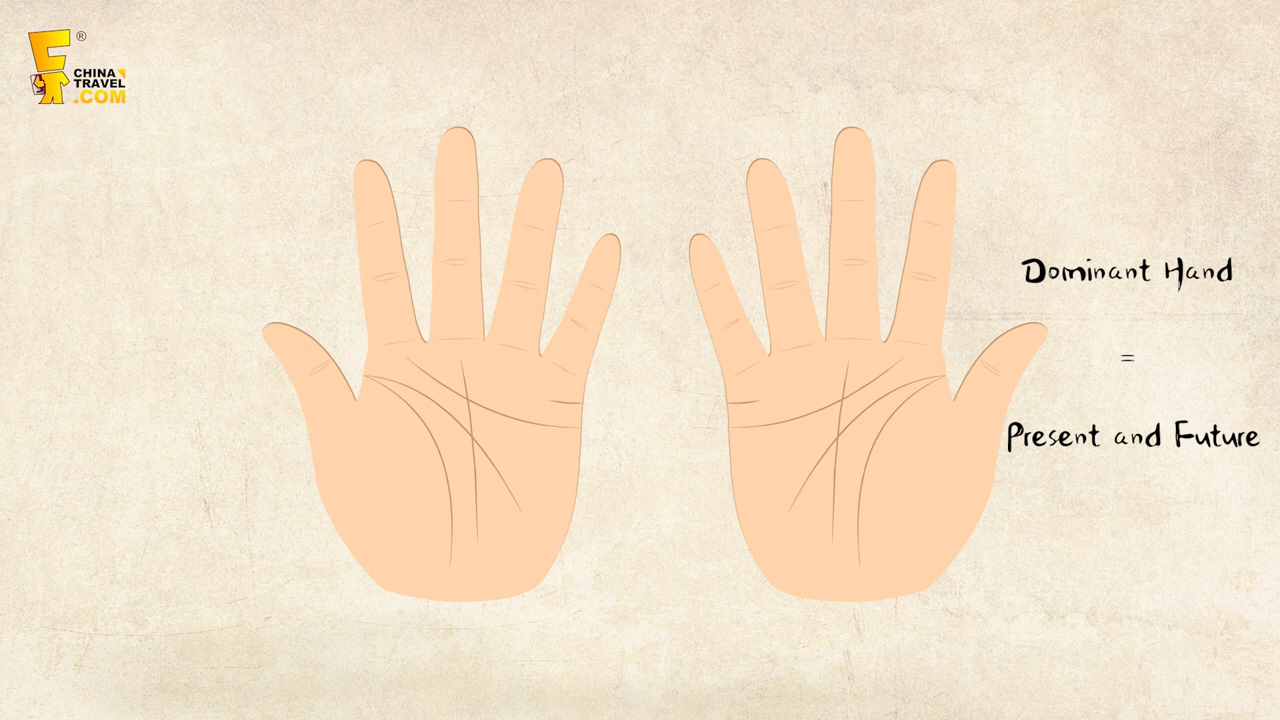 ®
CHINA
TRAVEL
.COM
Dominant Hand
=
Present and Future